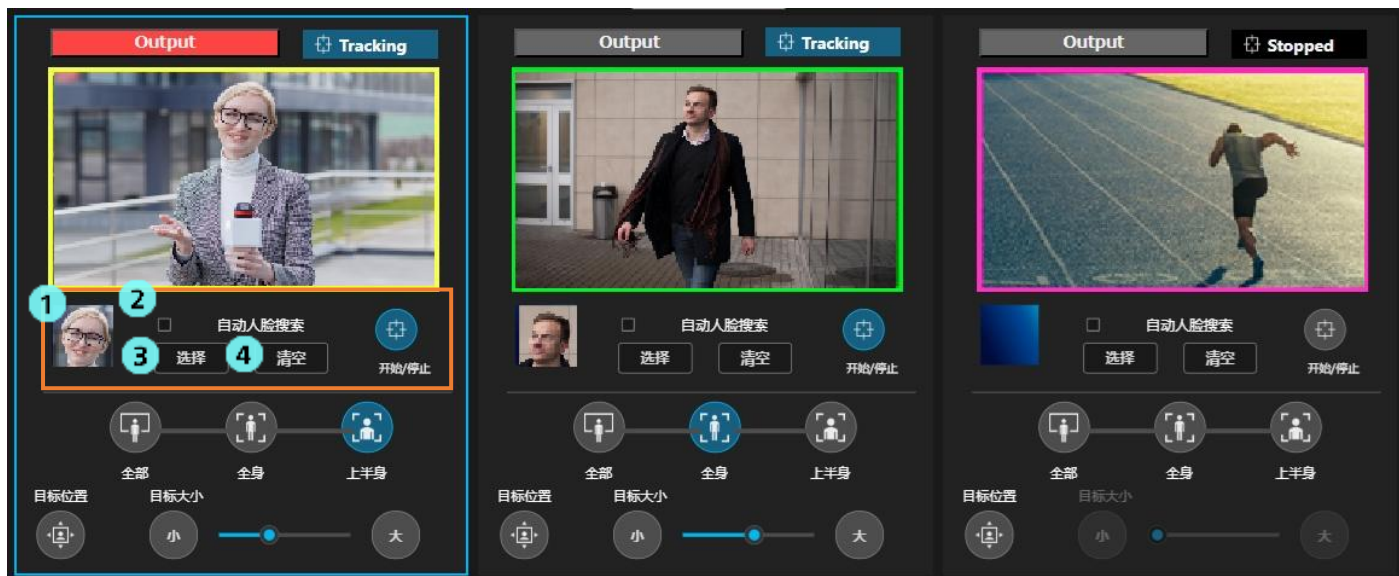 Output Tracking
1 2 自动人脸搜索
3 选择 4 清空 开始/停止
全部 全身 上半身
目标位置 目标大小
小 大
Output Tracking
自动人脸搜索
选择 清空 开始/停止
全部 全身 上半身
目标位置 目标大小
小 大
Output Stopped
自动人脸搜索
选择 清空 开始/停止
全部 全身 上半身
目标位置 目标大小
小 大